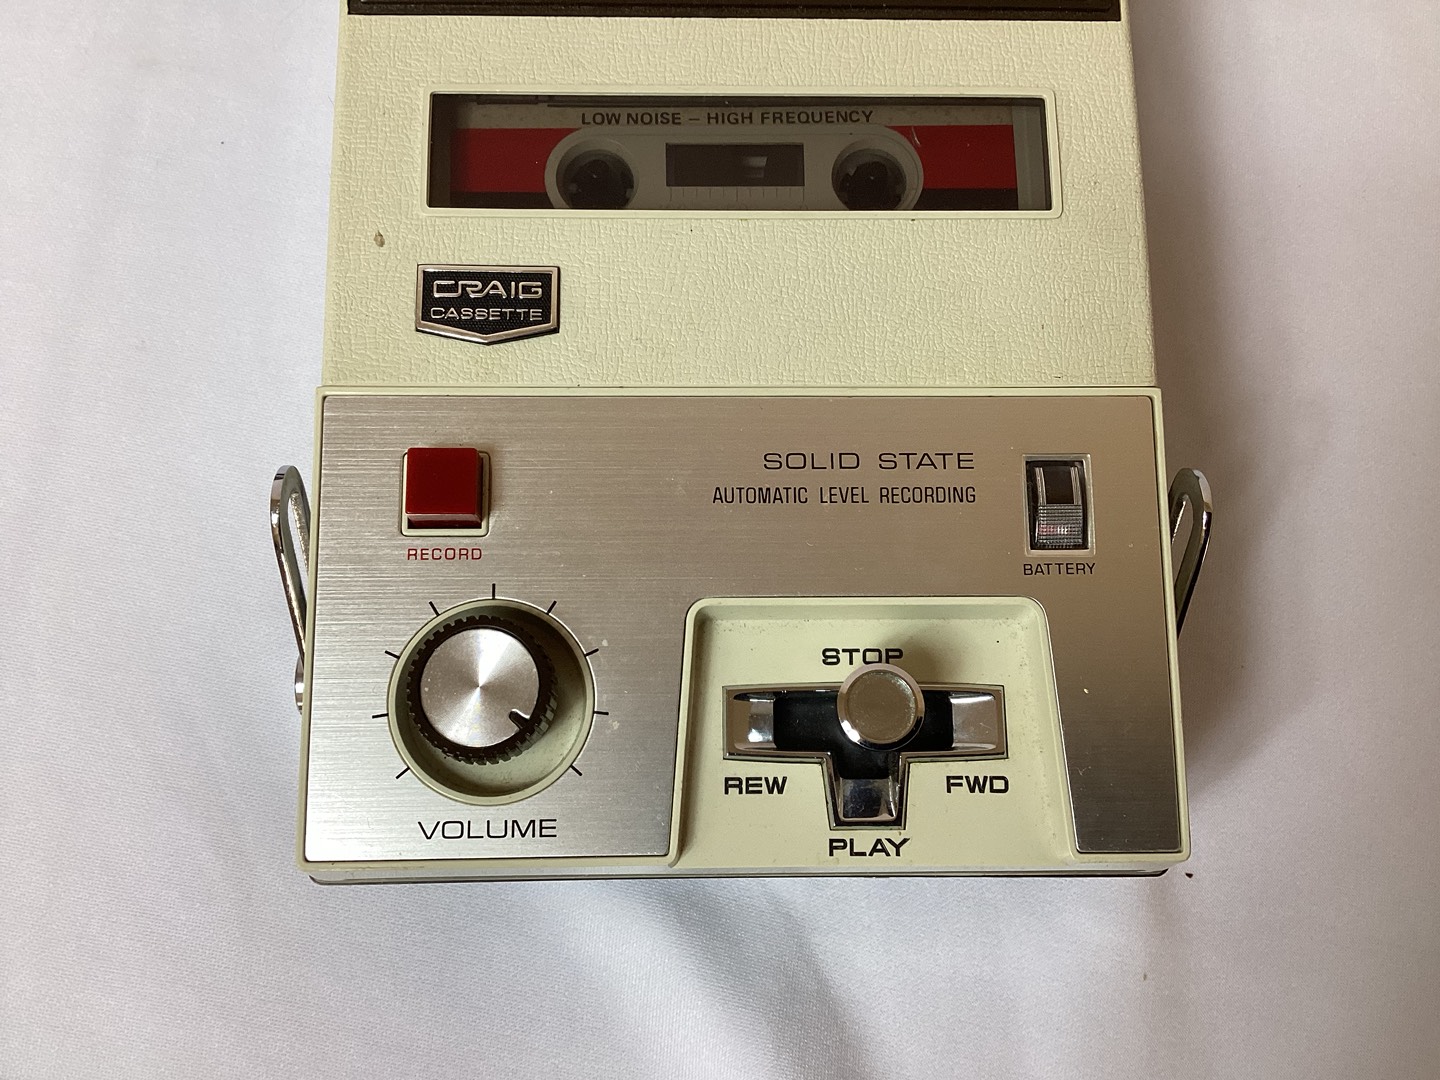 LOW NOISE – HIGH FREQUENCY
CRAIG
CASSETTE
SOLID STATE
AUTOMATIC LEVEL RECORDING
RECORD
BATTERY
STOP
REW
FWD
VOLUME
PLAY